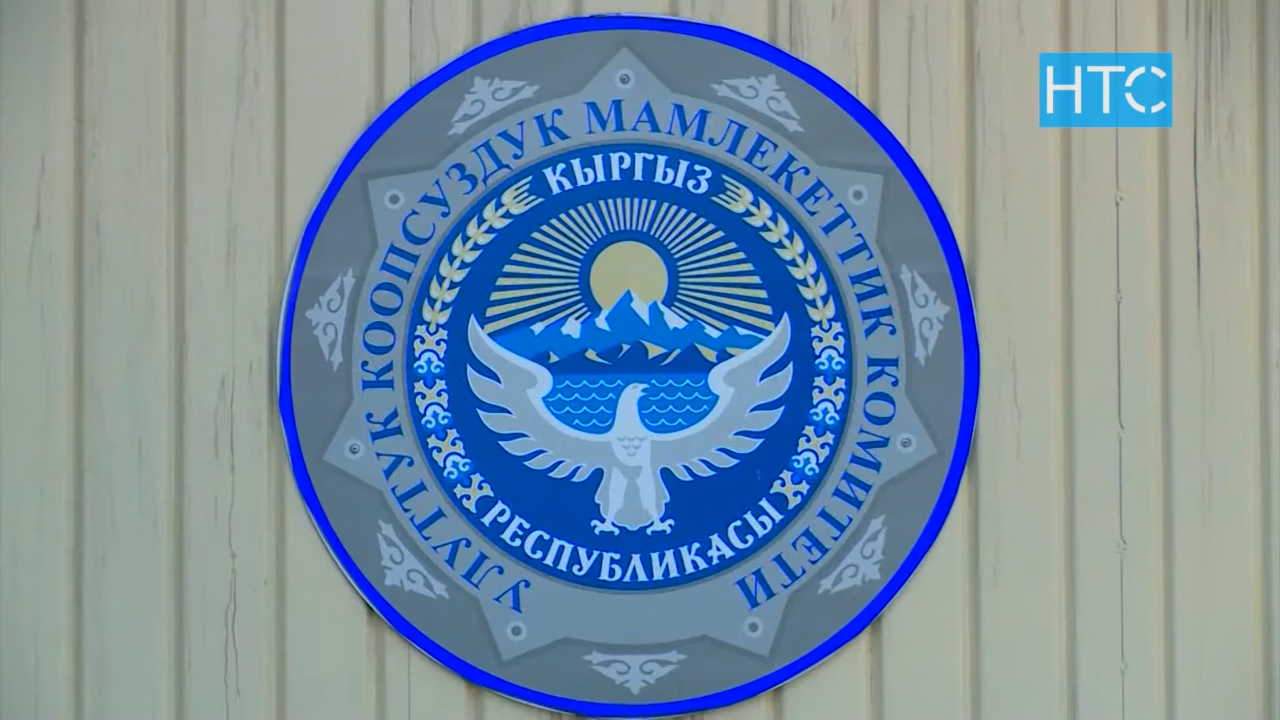 УЛУТТУК КООПСУЗДУК МАМЛЕКЕТТИК КОМИТЕТИ
КЫРГЫЗ
РЕСПУБЛИКАСЫ
НТС